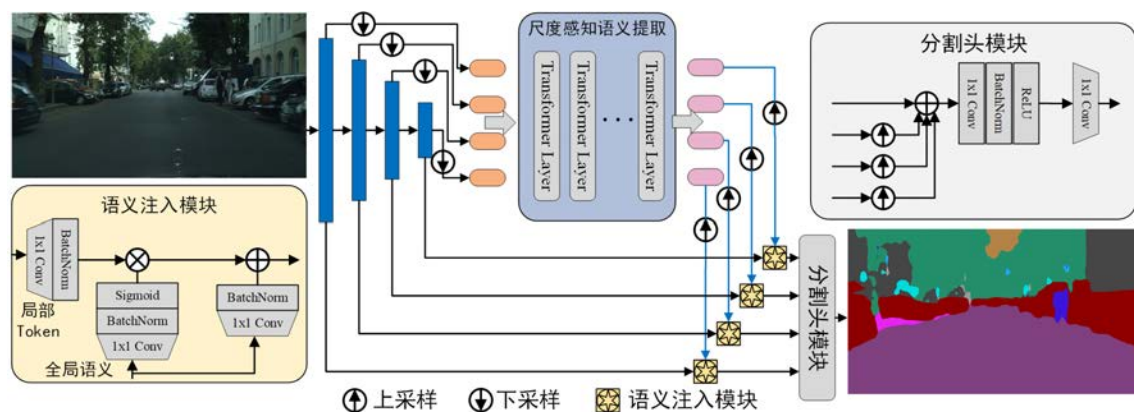 尺度感知语义提取
Transformer Layer
Transformer Layer
···
Transformer Layer
分割头模块
1x1 Conv
BatchNorm
ReLU
1x1 Conv
语义注入模块
1x1 Conv
BatchNorm
局部
Token
Sigmoid
BatchNorm
1x1 Conv
BatchNorm
1x1 Conv
全局语义
分割头模块
上采样
下采样
语义注入模块